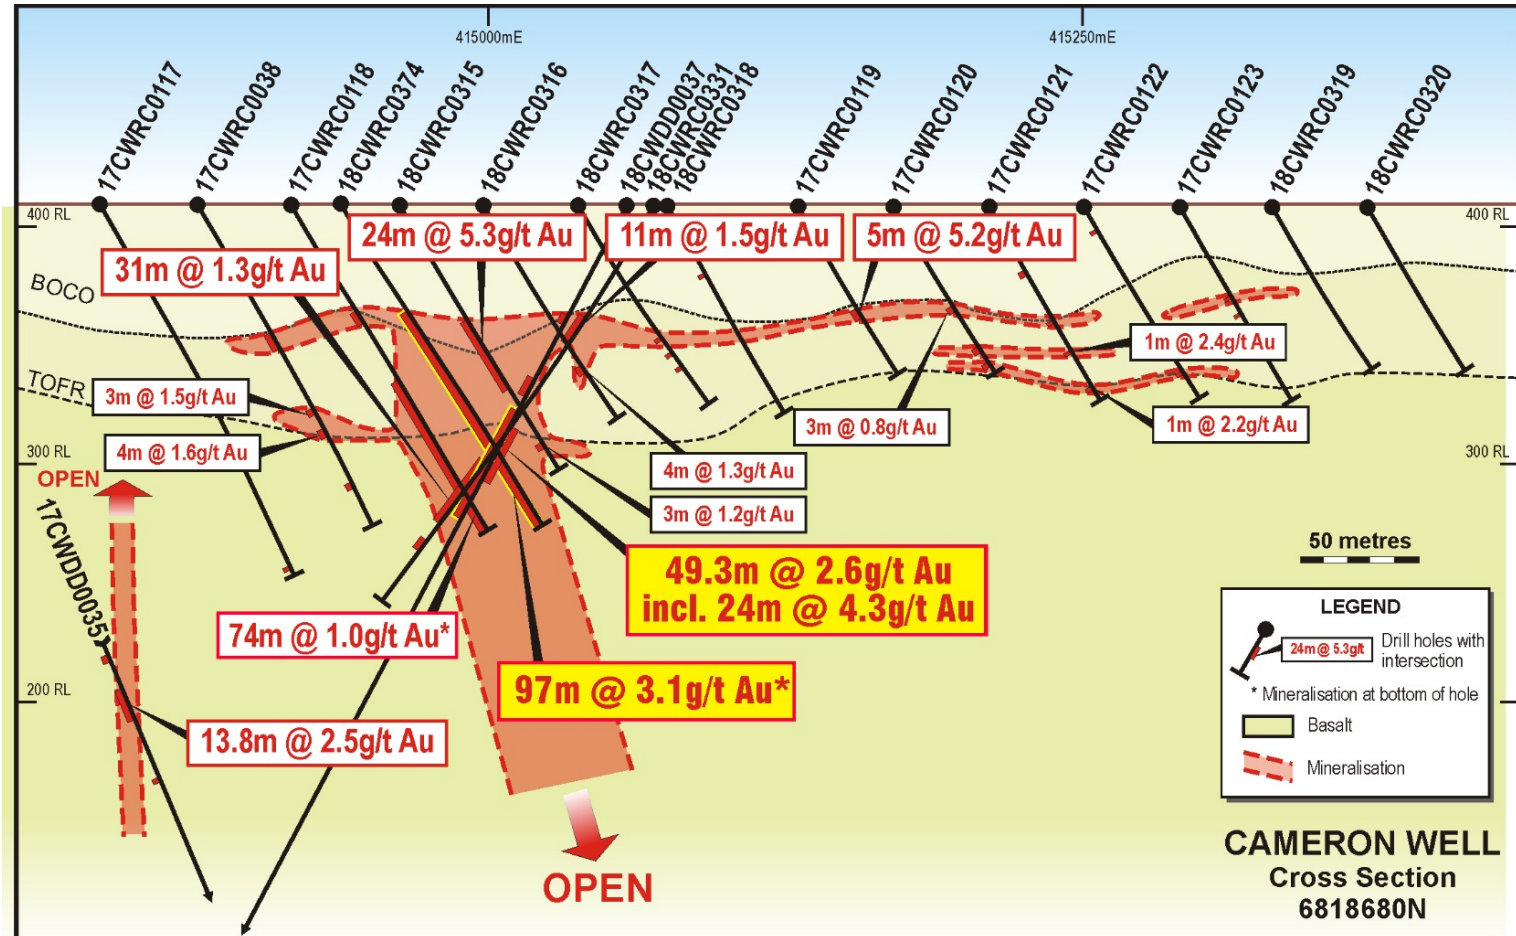 415000mE
415250mE
17CWRC0117
17CWRC0038
17CWRC0118
18CWRC0374
18CWRC0315
18CWRC0316
18CWRC0317
18CWDD0037
18CWRC0331
18CWRC0318
17CWRC0119
17CWRC0120
17CWRC0121
17CWRC0122
17CWRC0123
18CWRC0319
18CWRC0320
400 RL
400 RL
24m @ 5.3g/t Au
11m @ 1.5g/t Au
5m @ 5.2g/t Au
31m @ 1.3g/t Au
BOCO
1m @ 2.4g/t Au
TOFR
3m @ 1.5g/t Au
3m @ 0.8g/t Au
1m @ 2.2g/t Au
4m @ 1.6g/t Au
300 RL
300 RL
4m @ 1.3g/t Au
OPEN
3m @ 1.2g/t Au
17CWDD0035
50 metres
49.3m @ 2.6g/t Au
incl. 24m @ 4.3g/t Au
74m @ 1.0g/t Au*
97m @ 3.1g/t Au*
200 RL
13.8m @ 2.5g/t Au
LEGEND
24m @ 5.3g/t
Drill holes with
intersection
* Mineralisation at bottom of hole
Basalt
Mineralisation
OPEN
CAMERON WELL
Cross Section
6818680N